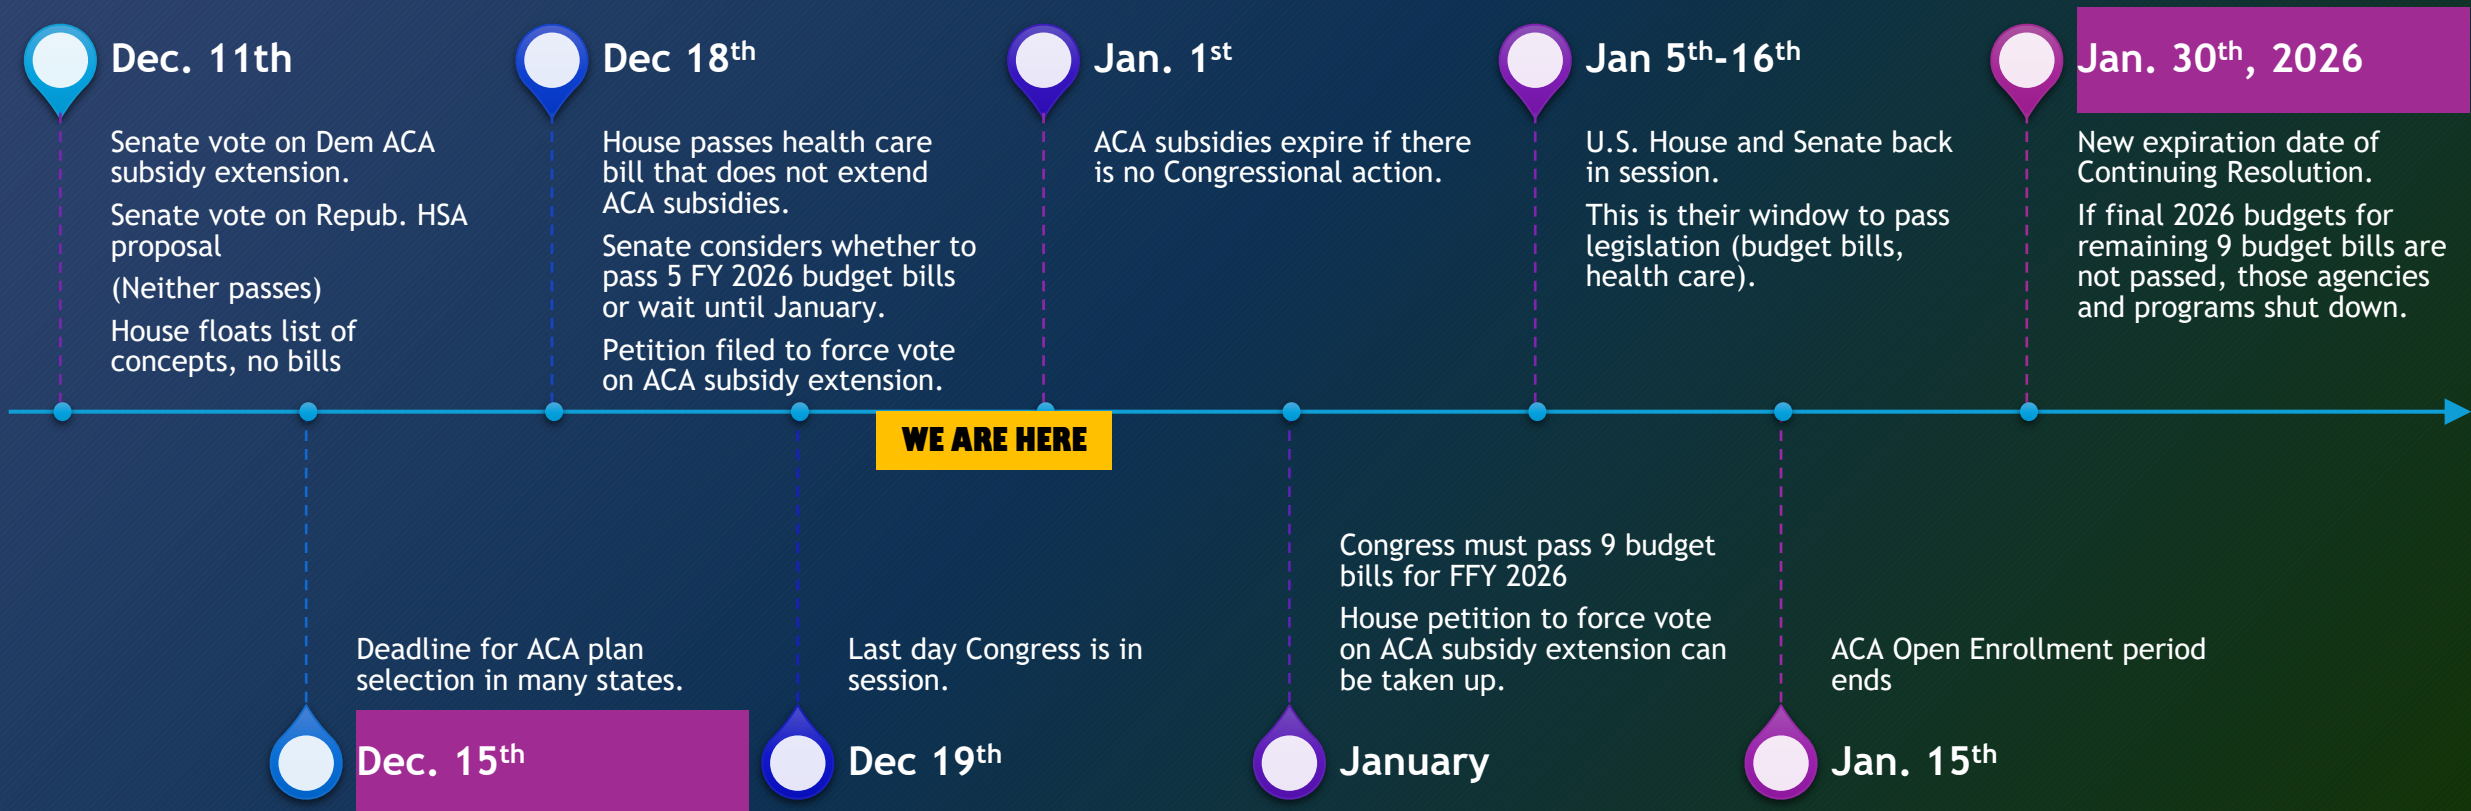 Dec. 11th
Senate vote on Dem ACA
subsidy extension.
Senate vote on Repub. HSA
proposal
(Neither passes)
House floats list of
concepts, no bills
Dec 18th
House passes health care
bill that does not extend
ACA subsidies.
Senate considers whether to
pass 5 FY 2026 budget bills
or wait until January.
Petition filed to force vote
on ACA subsidy extension.
Jan. 1st
ACA subsidies expire if there
is no Congressional action.
Jan 5th-16th
U.S. House and Senate back
in session.
This is their window to pass
legislation (budget bills,
health care).
Jan. 30th, 2026
New expiration date of
Continuing Resolution.
If final 2026 budgets for
remaining 9 budget bills are
not passed, those agencies
and programs shut down.
WE ARE HERE
Deadline for ACA plan
selection in many states.
Dec. 15th
Last day Congress is in
session.
Dec 19th
Congress must pass 9 budget
bills for FFY 2026
House petition to force vote
on ACA subsidy extension can
be taken up.
January
ACA Open Enrollment period
ends
Jan. 15th